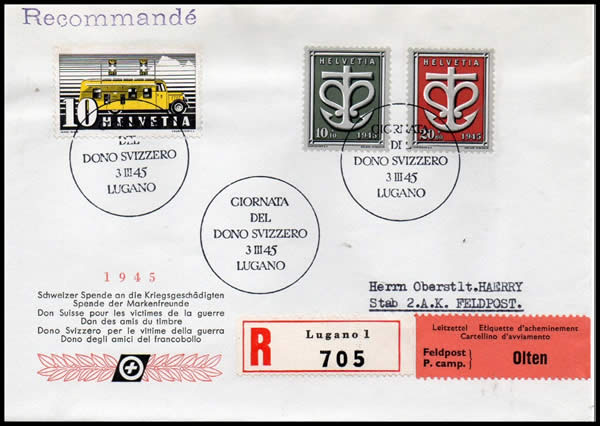 Recommandé
10
HELVETIA
HELVETIA
10+10 1945
HELVETIA
20+20 1945
DEL
DONO SVIZZERO
3 III 45
LUGANO
GIORNATA
DI
DONO SVIZZERO
3 III 45
LUGANO
GIORNATA
DEL
DONO SVIZZERO
3 III 45
LUGANO
1945
Schweizer Spende an die Kriegsgeschädigten
Spende der Markenfreunde
Don Suisse pour les victimes de la guerre
Don des amis du timbre
Dono Svizzero per le vittime della guerra
Dono degli amici del francobollo
Herrn Oberstlt.HAERRY
Stab 2.A.K. FELDPOST.
R
Lugano 1
705
Leitzettel Etiquette d'acheminement
Cartellino d'avviamento
Feldpost
P. camp.
Olten